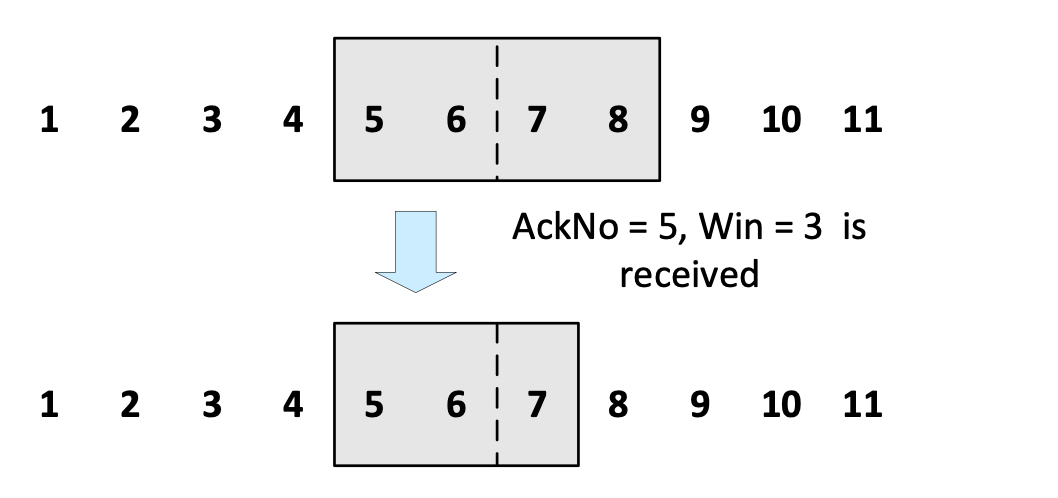 1 2 3 4 5 6 7 8 9 10 11
AckNo = 5, Win = 3 is
received
1 2 3 4 5 6 7 8 9 10 11